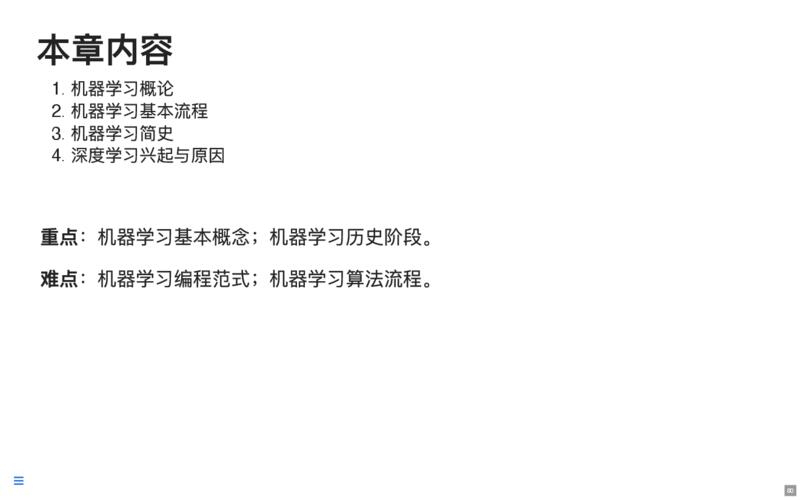 本章内容
1. 机器学习概论
2. 机器学习基本流程
3. 机器学习简史
4. 深度学习兴起与原因
重点：机器学习基本概念；机器学习历史阶段。
难点：机器学习编程范式；机器学习算法流程。